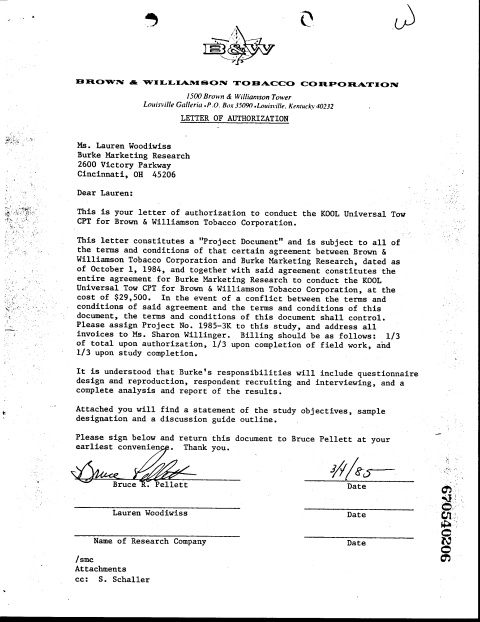 W
B&W
BROWN & WILLIAMSON TOBACCO CORPORATION
1500 Brown & Williamson Tower
Louisville Galleria • P.O. Box 35090 • Louisville, Kentucky 40232
LETTER OF AUTHORIZATION
Ms. Lauren Woodiwiss
Burke Marketing Research
2600 Victory Parkway
Cincinnati, OH 45206
Dear Lauren:
This is your letter of authorization to conduct the KOOL Universal Tow
CPT for Brown & Williamson Tobacco Corporation.
This letter constitutes a "Project Document" and is subject to all of
the terms and conditions of that certain agreement between Brown &
Williamson Tobacco Corporation and Burke Marketing Research, dated as
of October 1, 1984, and together with said agreement constitutes the
entire agreement for Burke Marketing Research to conduct the KOOL
Universal Tow CPT for Brown & Williamson Tobacco Corporation, at the
cost of $29,500. In the event of a conflict between the terms and
conditions of said agreement and the terms and conditions of this
document, the terms and conditions of this document shall control.
Please assign Project No. 1985-3K to this study, and address all
invoices to Ms. Sharon Willinger. Billing should be as follows: 1/3
of total upon authorization, 1/3 upon completion of field work, and
1/3 upon study completion.
It is understood that Burke's responsibilities will include questionnaire
design and reproduction, respondent recruiting and interviewing, and a
complete analysis and report of the results.
Attached you will find a statement of the study objectives, sample
designation and a discussion guide outline.
Please sign below and return this document to Bruce Pellett at your
earliest convenience. Thank you.
Bruce Pellett 3/4/85
Bruce R. Pellett Date
Lauren Woodiwiss Date
Name of Research Company Date
/smc
Attachments
cc: S. Schaller
670540206